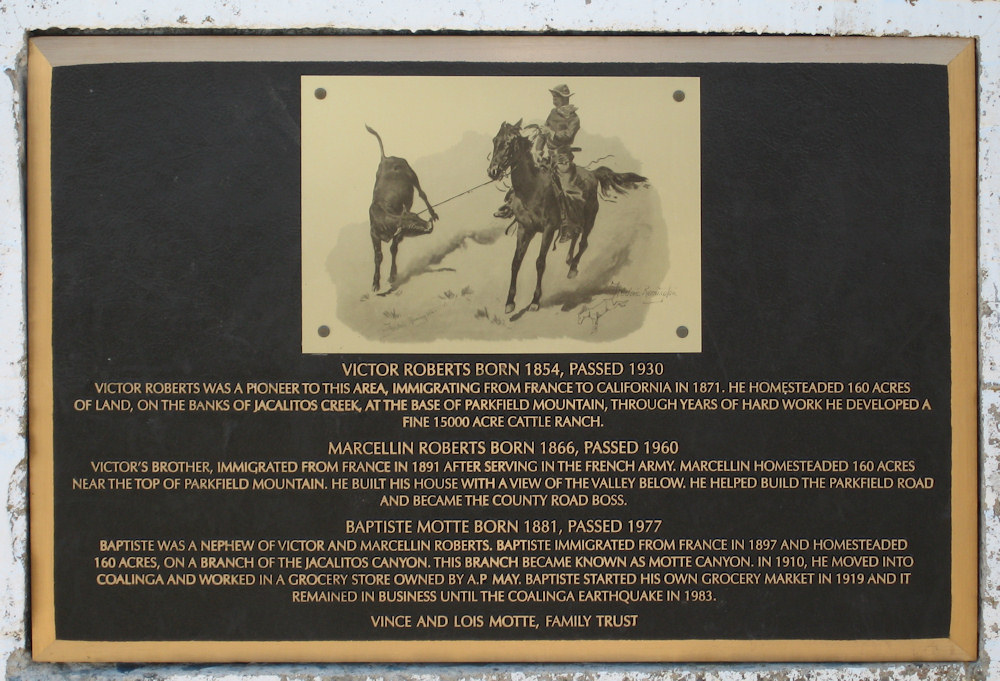 VICTOR ROBERTS BORN 1854, PASSED 1930
VICTOR ROBERTS WAS A PIONEER TO THIS AREA, IMMIGRATING FROM FRANCE TO CALIFORNIA IN 1871. HE HOMESTEADED 160 ACRES
OF LAND, ON THE BANKS OF JACALITOS CREEK, AT THE BASE OF PARKFIELD MOUNTAIN, THROUGH YEARS OF HARD WORK HE DEVELOPED A
FINE 15000 ACRE CATTLE RANCH.
MARCELLIN ROBERTS BORN 1866, PASSED 1960
VICTOR'S BROTHER, IMMIGRATED FROM FRANCE IN 1891 AFTER SERVING IN THE FRENCH ARMY. MARCELLIN HOMESTEADED 160 ACRES
NEAR THE TOP OF PARKFIELD MOUNTAIN. HE BUILT HIS HOUSE WITH A VIEW OF THE VALLEY BELOW. HE HELPED BUILD THE PARKFIELD ROAD
AND BECAME THE COUNTY ROAD BOSS.
BAPTISTE MOTTE BORN 1881, PASSED 1977
BAPTISTE WAS A NEPHEW OF VICTOR AND MARCELLIN ROBERTS. BAPTISTE IMMIGRATED FROM FRANCE IN 1897 AND HOMESTEADED
160 ACRES, ON A BRANCH OF THE JACALITOS CANYON. THIS BRANCH BECAME KNOWN AS MOTTE CANYON. IN 1910, HE MOVED INTO
COALINGA AND WORKED IN A GROCERY STORE OWNED BY A.P MAY. BAPTISTE STARTED HIS OWN GROCERY MARKET IN 1919 AND IT
REMAINED IN BUSINESS UNTIL THE COALINGA EARTHQUAKE IN 1983.
VINCE AND LOIS MOTTE, FAMILY TRUST